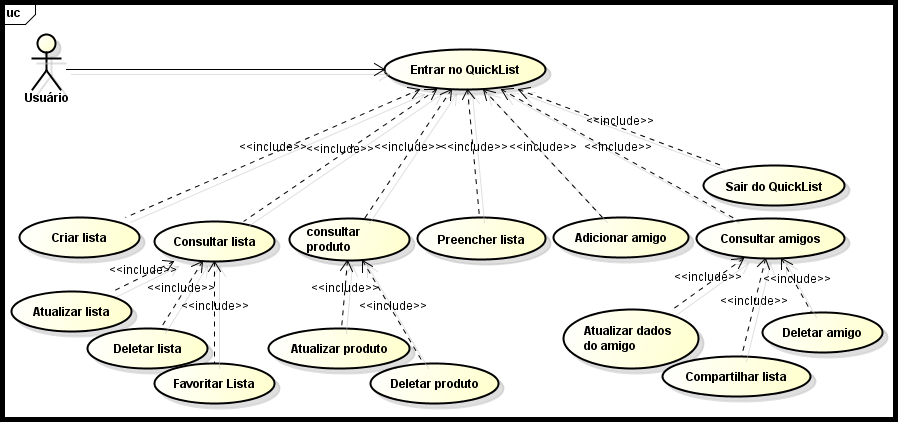 uc
Entrar no QuickList
Usuário
<<include>>
<<include>>
<<include>>
<<include>>
<<include>>
<<include>>
<<include>>
Sair do QuickList
Criar lista
Consultar lista
consultar
produto
Preencher lista
Adicionar amigo
Consultar amigos
<<include>>
<<include>>
<<include>>
<<include>>
<<include>>
<<include>>
<<include>>
<<include>>
Atualizar lista
Deletar lista
Favoritar Lista
Atualizar produto
Deletar produto
Atualizar dados
do amigo
Compartilhar lista
Deletar amigo